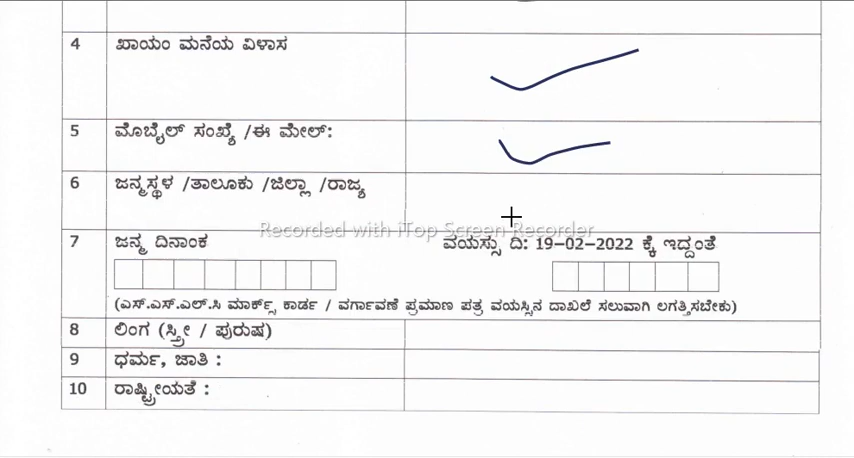 4 ಖಾಯಂ ಮನೆಯ ವಿಳಾಸ
5 ಮೊಬೈಲ್ ಸಂಖ್ಯೆ /ಈ ಮೇಲ್:
6 ಜನ್ಮಸ್ಥಳ /ತಾಲೂಕು /ಜಿಲ್ಲಾ /ರಾಜ್ಯ
Recorded with iTop Screen Recorder
7 ಜನ್ಮ ದಿನಾಂಕ ವಯಸ್ಸು ದಿ: 19-02-2022 ಕ್ಕೆ ಇದ್ದಂತೆ
(ಎಸ್.ಎಸ್.ಎಲ್.ಸಿ ಮಾರ್ಕ್ಸ್ ಕಾರ್ಡ / ವರ್ಗಾವಣೆ ಪ್ರಮಾಣ ಪತ್ರ ವಯಸ್ಸಿನ ದಾಖಲೆ ಸಲುವಾಗಿ ಲಗತ್ತಿಸಬೇಕು)
8 ಲಿಂಗ (ಸ್ತ್ರೀ / ಪುರುಷ)
9 ಧರ್ಮ, ಜಾತಿ :
10 ರಾಷ್ಟ್ರೀಯತೆ :